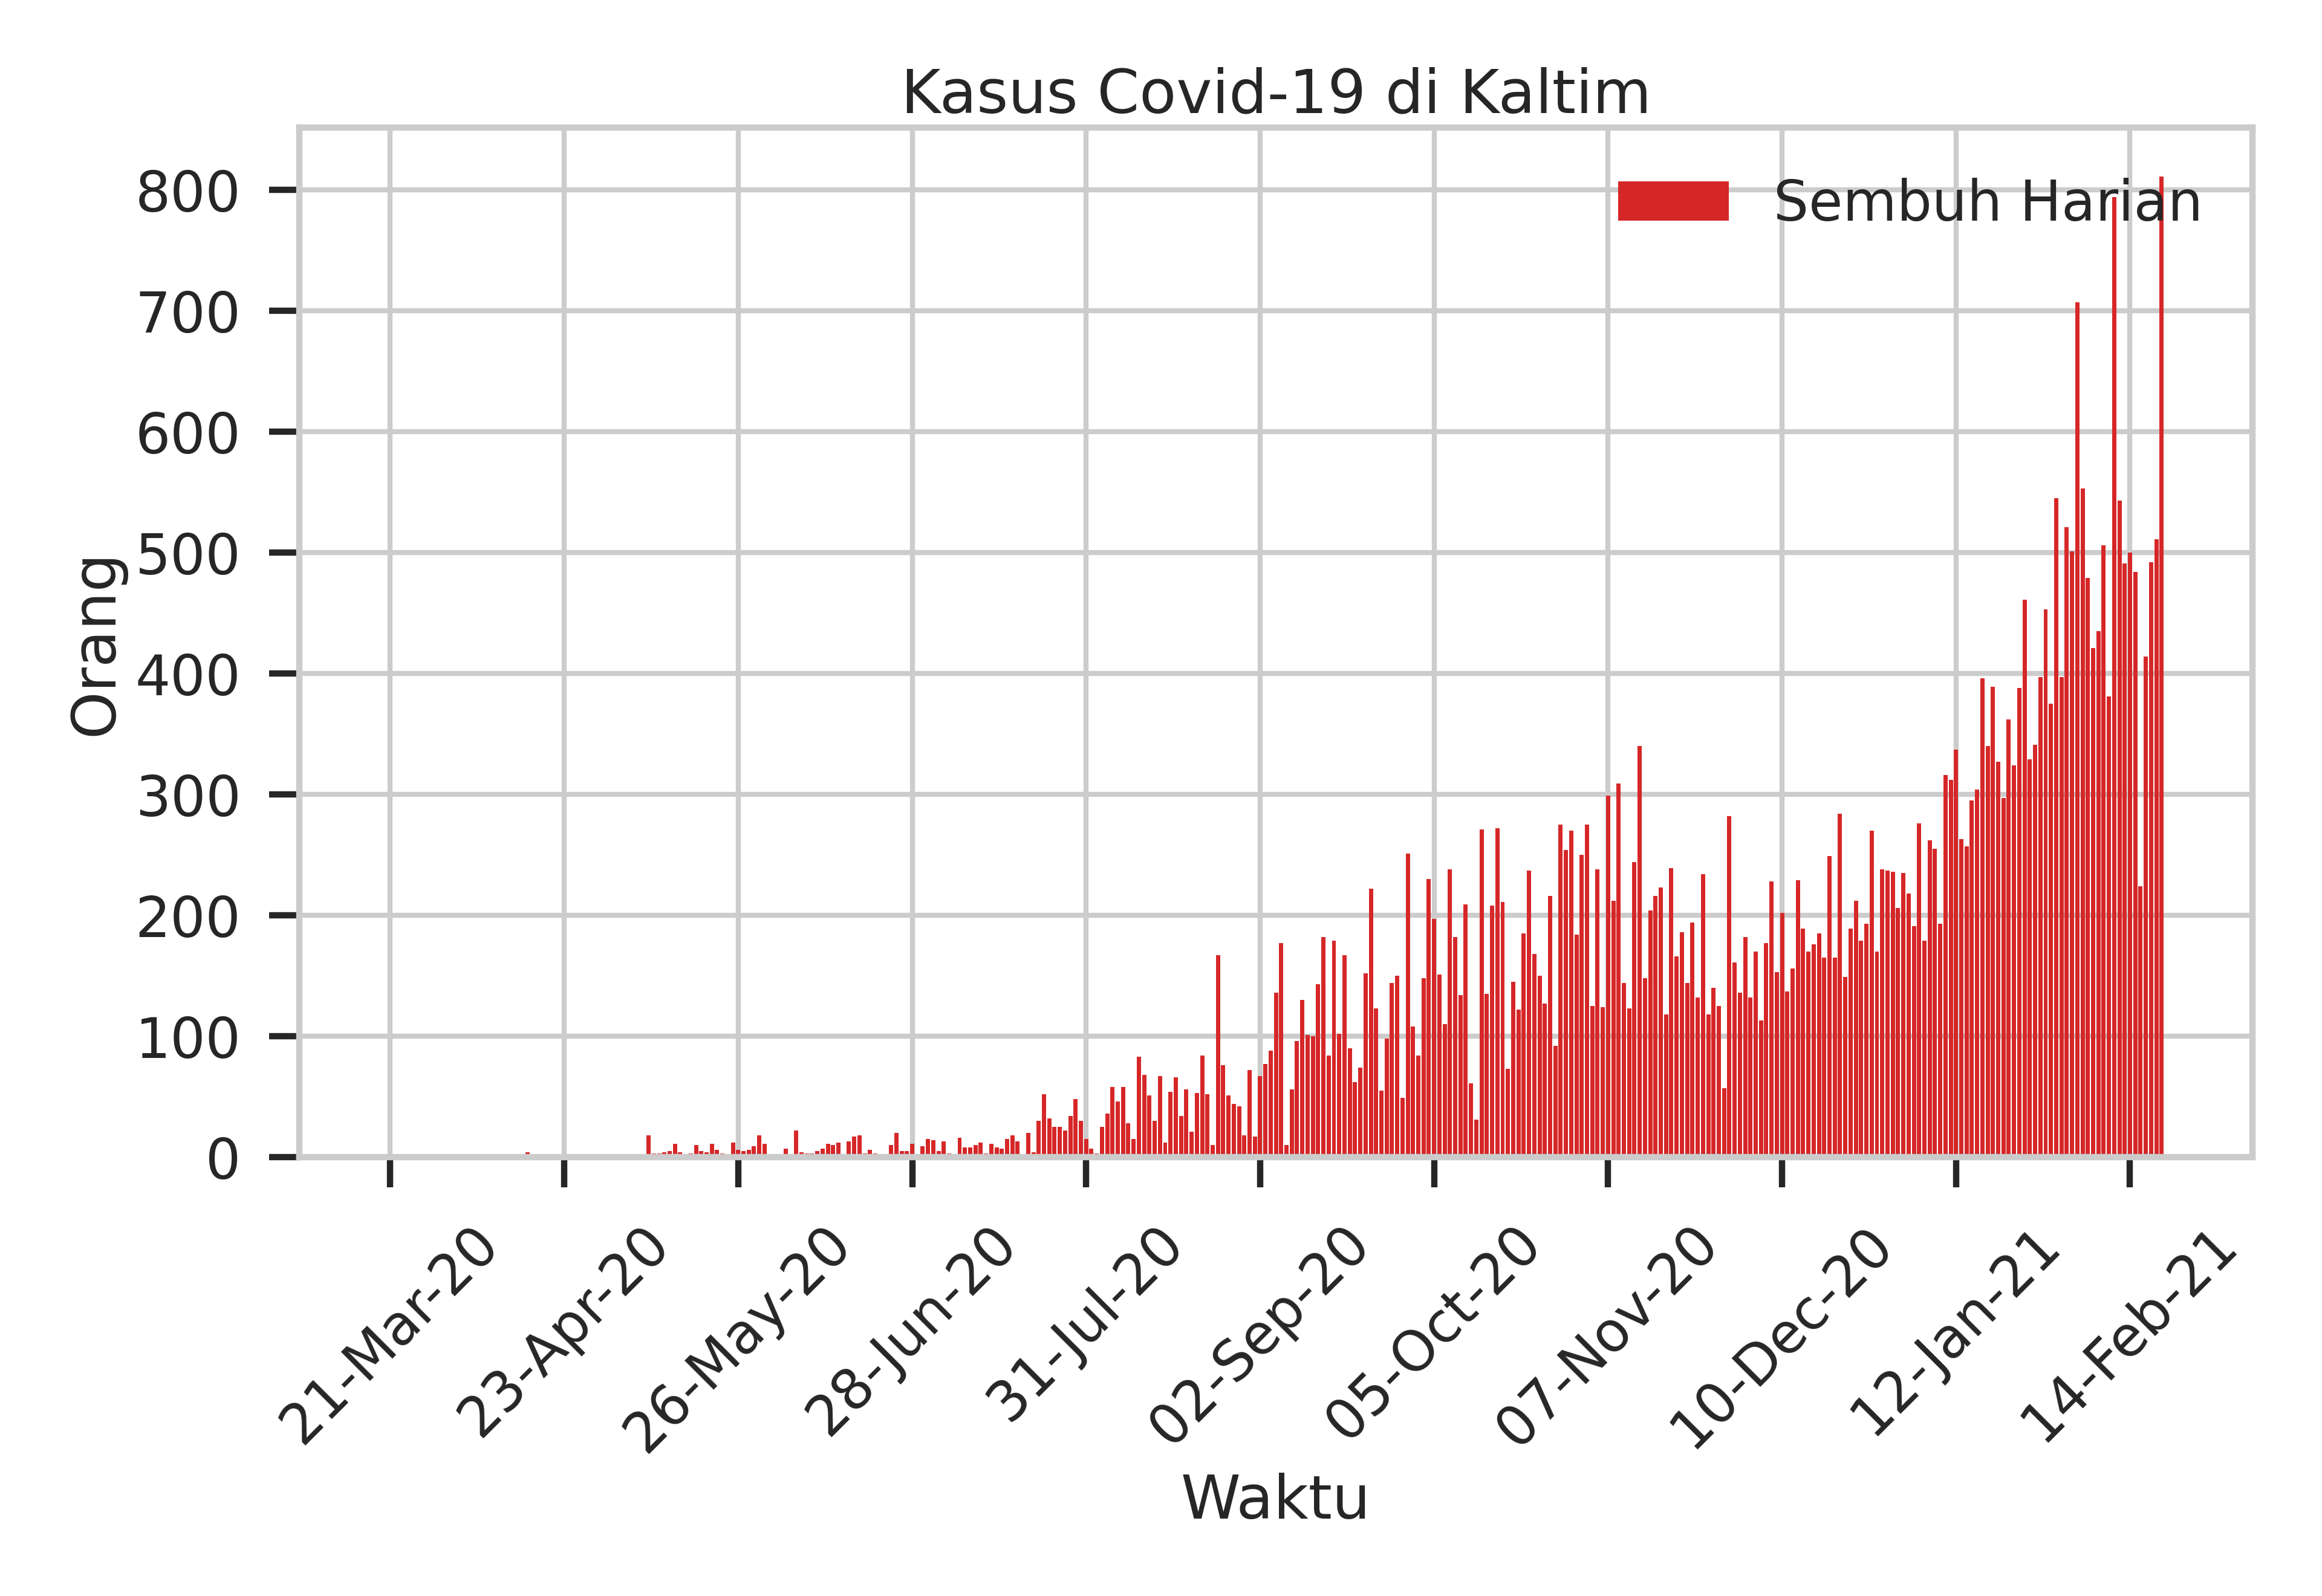 Kasus Covid-19 di Kaltim
Sembuh Harian
800
700
600
500
400
300
200
100
0
Orang
21-Mar-20
23-Apr-20
26-May-20
28-Jun-20
31-Jul-20
02-Sep-20
05-Oct-20
07-Nov-20
10-Dec-20
12-Jan-21
14-Feb-21
Waktu